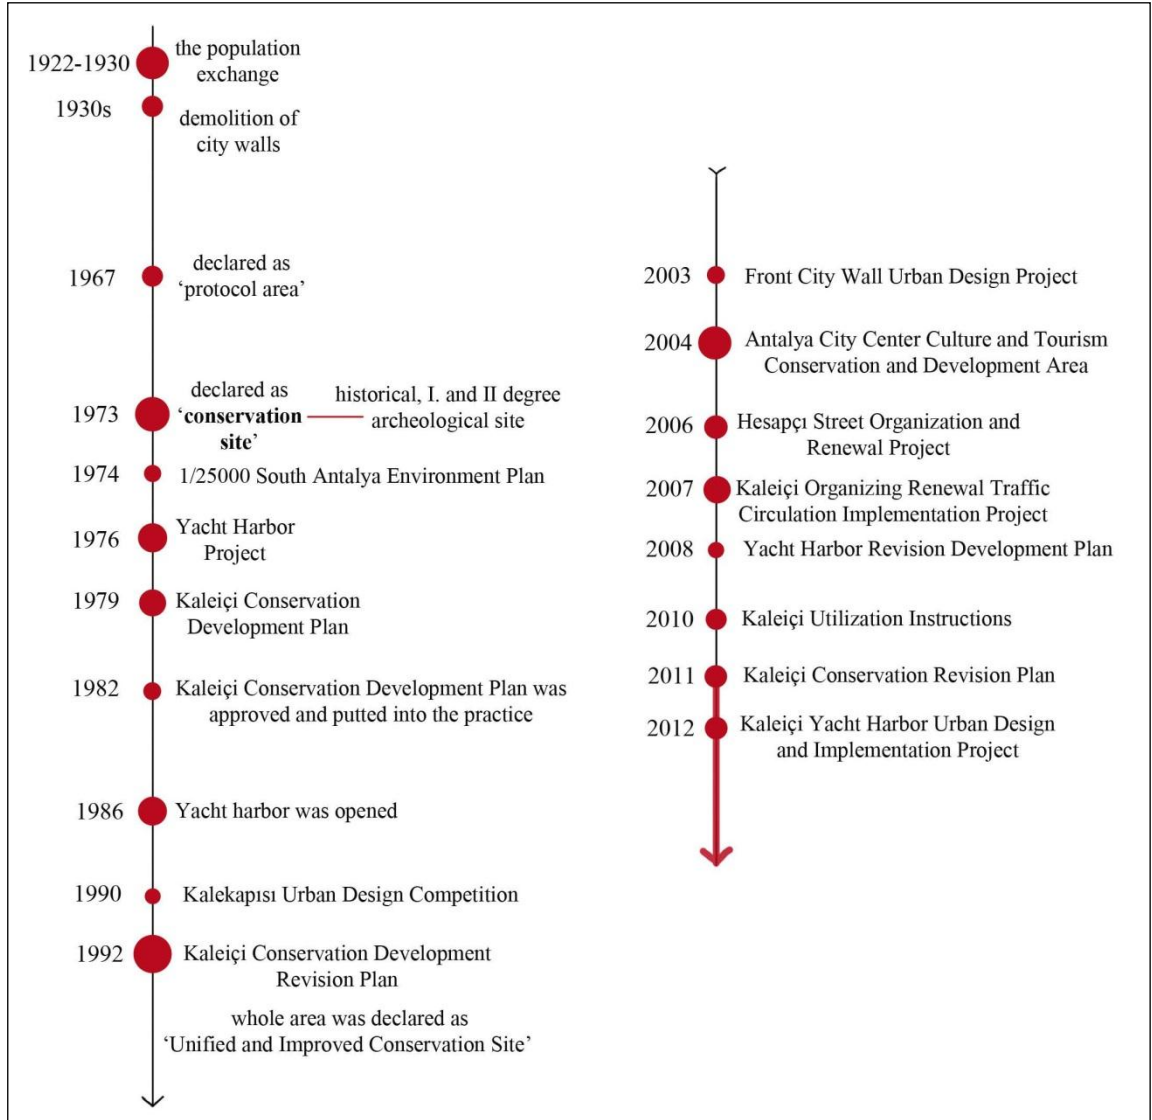 1922-1930
the population
exchange
1930s
demolition of
city walls
1967
declared as
‘protocol area’
1973
declared as
‘conservation
site’
historical, I. and II degree
archeological site
1974
1/25000 South Antalya Environment Plan
1976
Yacht Harbor
Project
1979
Kaleiçi Conservation
Development Plan
1982
Kaleiçi Conservation Development Plan was
approved and putted into the practice
1986
Yacht harbor was opened
1990
Kalekapısı Urban Design Competition
1992
Kaleiçi Conservation Development
Revision Plan
whole area was declared as
‘Unified and Improved Conservation Site’
2003
Front City Wall Urban Design Project
2004
Antalya City Center Culture and Tourism
Conservation and Development Area
2006
Hesapçı Street Organization and
Renewal Project
2007
Kaleiçi Organizing Renewal Traffic
Circulation Implementation Project
2008
Yacht Harbor Revision Development Plan
2010
Kaleiçi Utilization Instructions
2011
Kaleiçi Conservation Revision Plan
2012
Kaleiçi Yacht Harbor Urban Design
and Implementation Project